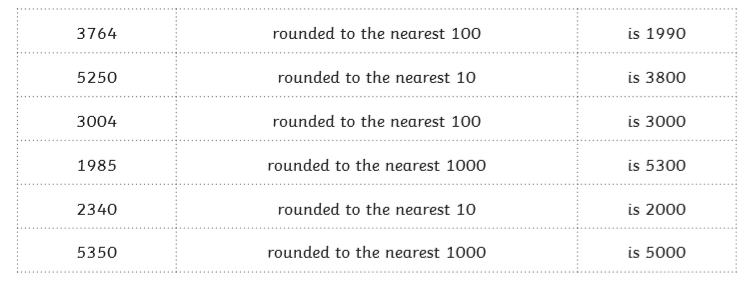 3764 rounded to the nearest 100 is 1990
5250 rounded to the nearest 10 is 3800
3004 rounded to the nearest 100 is 3000
1985 rounded to the nearest 1000 is 5300
2340 rounded to the nearest 10 is 2000
5350 rounded to the nearest 1000 is 5000